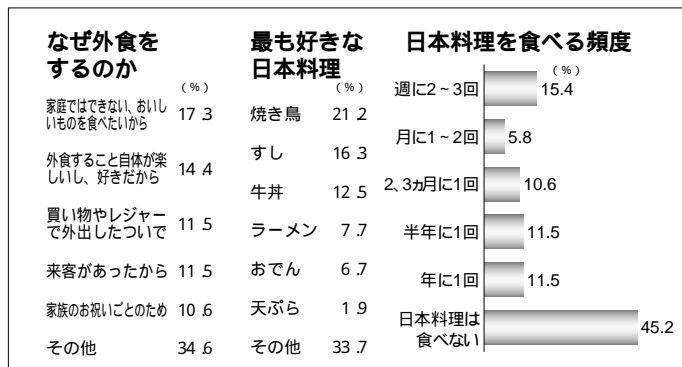 なぜ外食を
するのか
(%)
家庭ではできない、おいし
いものを食べたいから 17.3
外食すること自体が楽
しいし、好きだから 14.4
買い物やレジャー
で外出したついで 11.5
来客があったから 11.5
家族のお祝いごとのため 10.6
その他 34.6
最も好きな
日本料理
(%)
焼き鳥 21.2
すし 16.3
牛丼 12.5
ラーメン 7.7
おでん 6.7
天ぷら 1.9
その他 33.7
日本料理を食べる頻度
(%)
週に2~3回 15.4
月に1~2回 5.8
2、3ヵ月に1回 10.6
半年に1回 11.5
年に1回 11.5
日本料理は
食べない 45.2